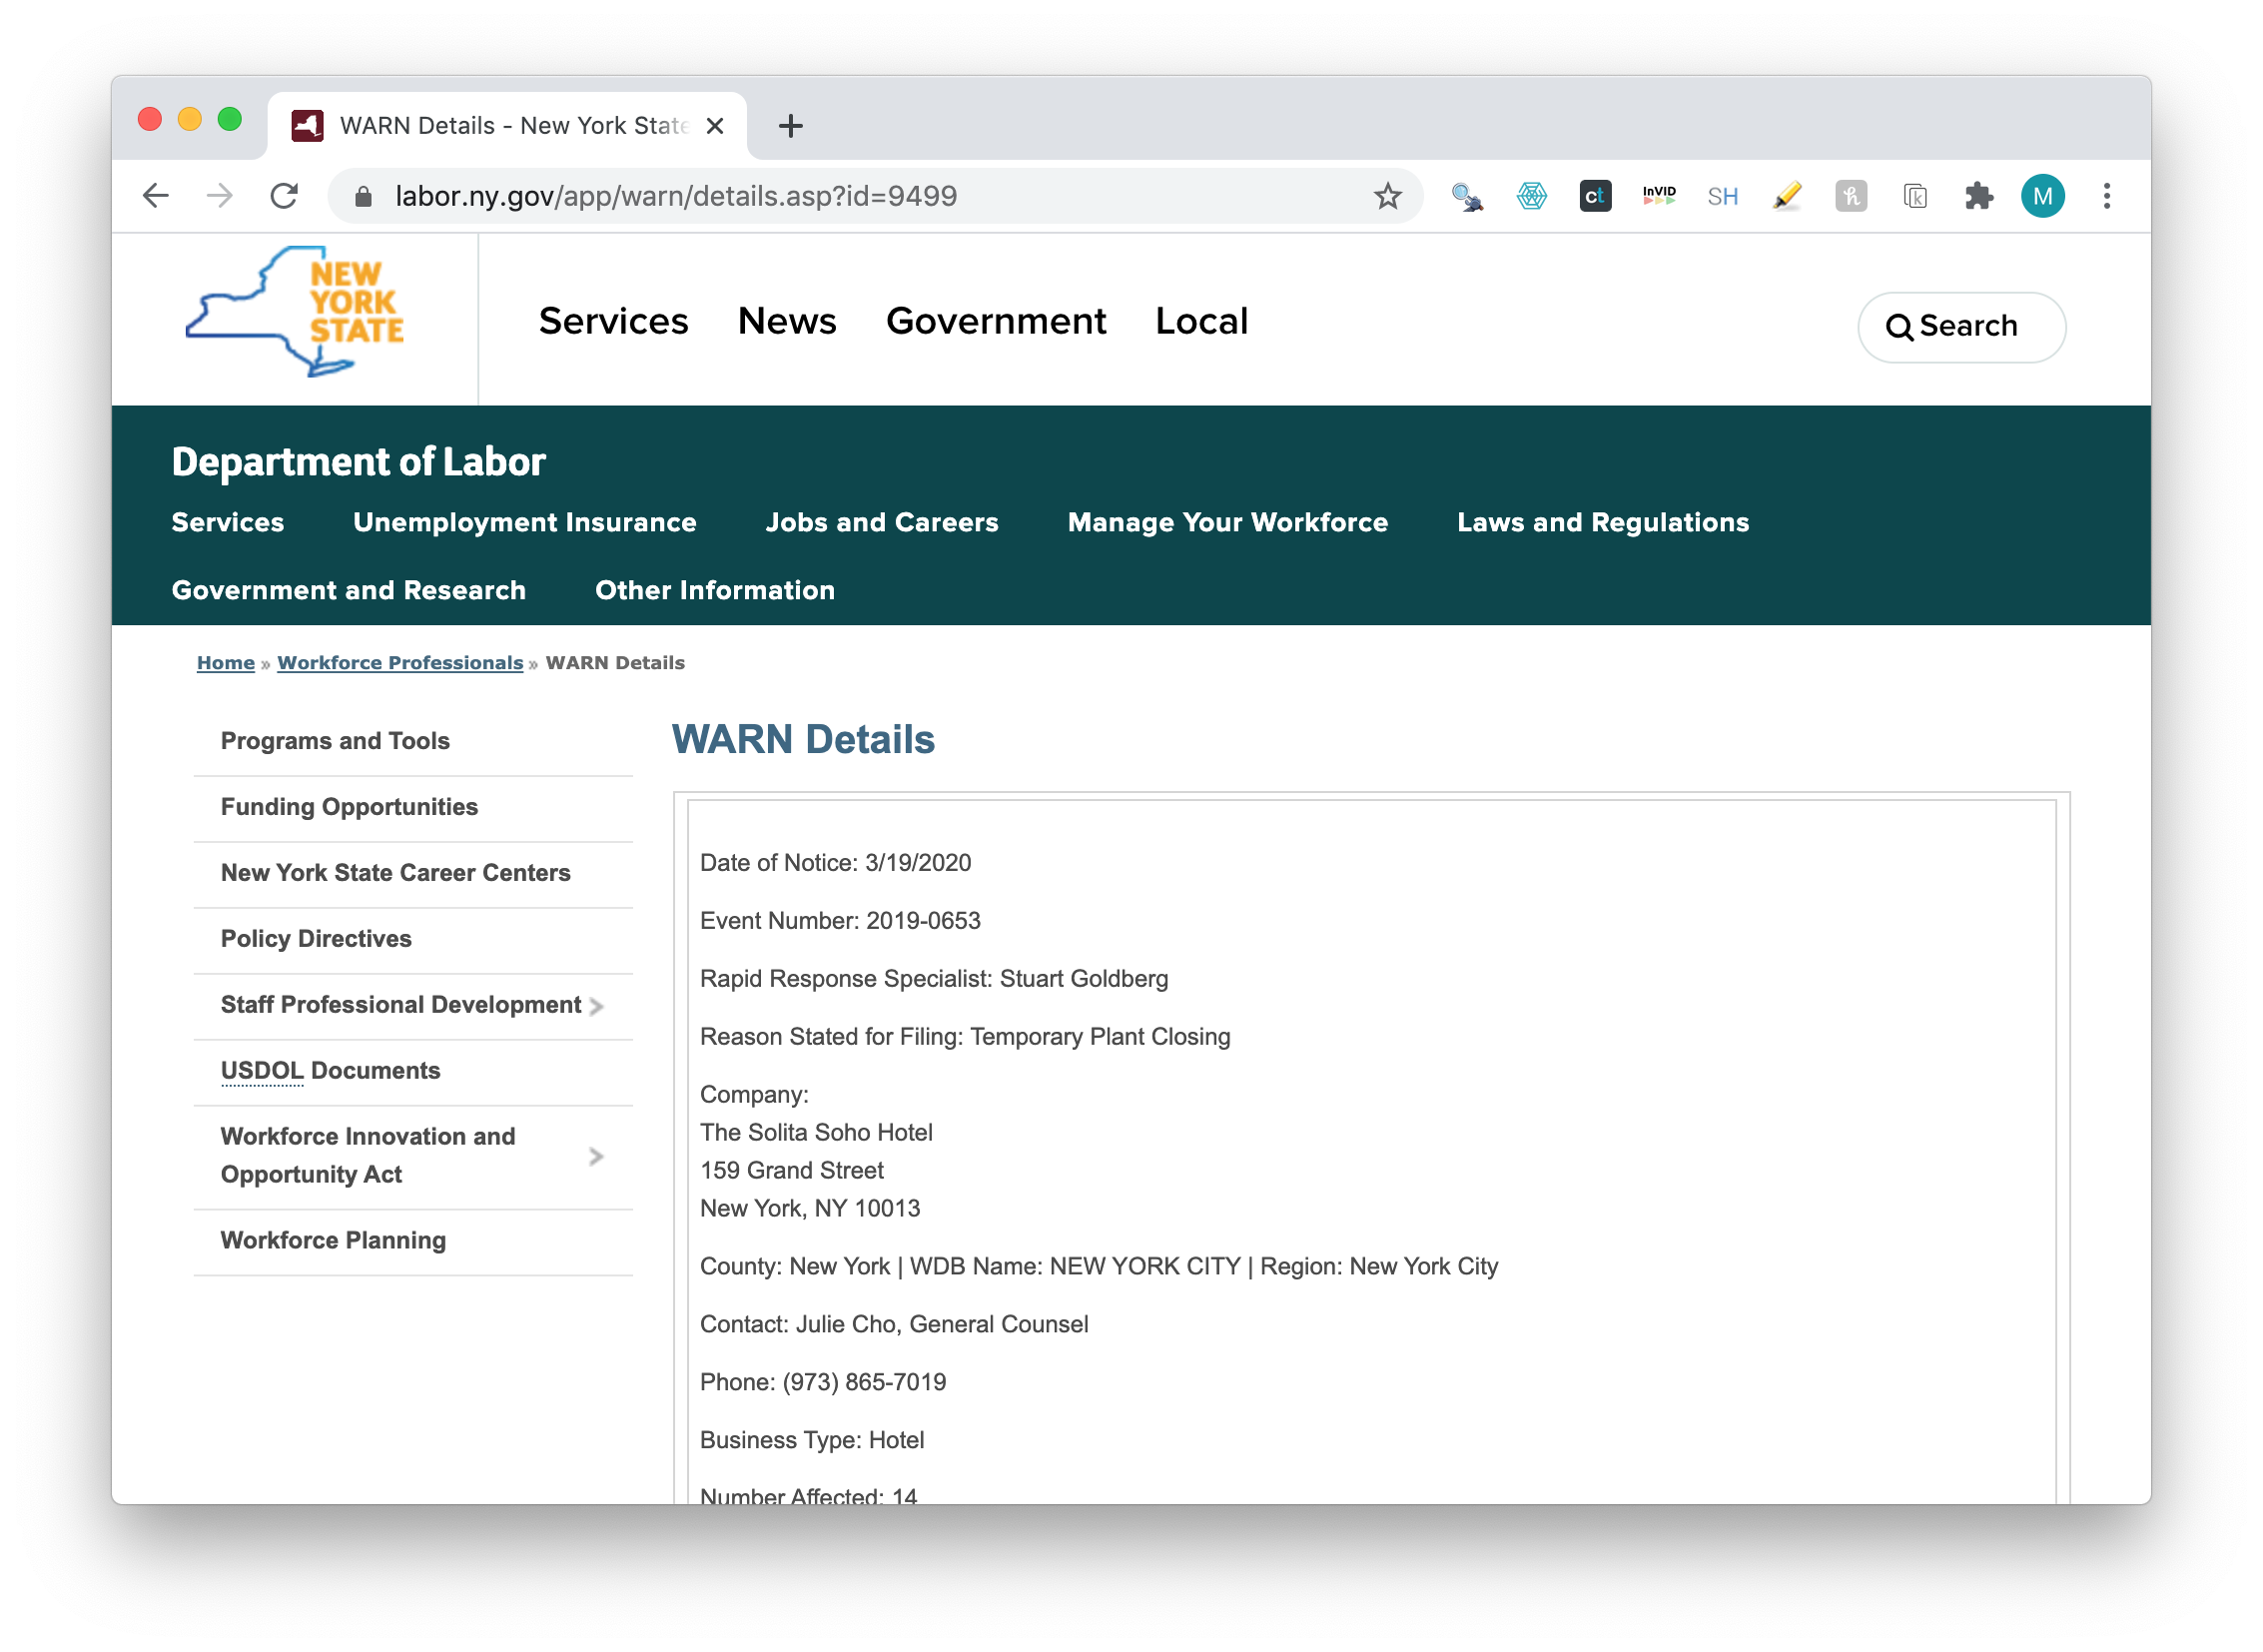 WARN Details - New York State
labor.ny.gov/app/warn/details.asp?id=9499
ct
InVID
SH
h
k
M
NEW
YORK
STATE
Services News Government Local
Search
Department of Labor
Services Unemployment Insurance Jobs and Careers Manage Your Workforce Laws and Regulations
Government and Research Other Information
Home » Workforce Professionals » WARN Details
Programs and Tools
Funding Opportunities
New York State Career Centers
Policy Directives
Staff Professional Development
USDOL Documents
Workforce Innovation and
Opportunity Act
Workforce Planning
WARN Details
Date of Notice: 3/19/2020
Event Number: 2019-0653
Rapid Response Specialist: Stuart Goldberg
Reason Stated for Filing: Temporary Plant Closing
Company:
The Solita Soho Hotel
159 Grand Street
New York, NY 10013
County: New York | WDB Name: NEW YORK CITY | Region: New York City
Contact: Julie Cho, General Counsel
Phone: (973) 865-7019
Business Type: Hotel
Number Affected: 14